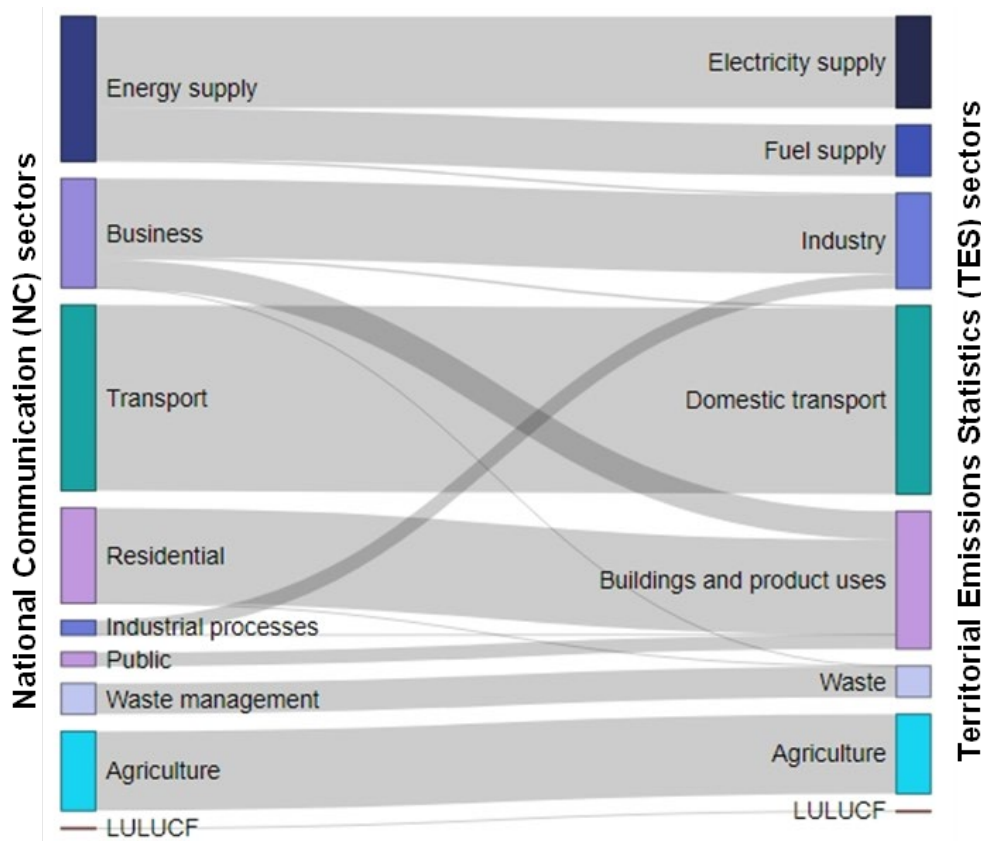 National Communication (NC) sectors
Energy supply
Business
Transport
Residential
Industrial processes
Public
Waste management
Agriculture
LULUCF
Electricity supply
Fuel supply
Industry
Domestic transport
Buildings and product uses
Waste
Agriculture
LULUCF
Territorial Emissions Statistics (TES) sectors